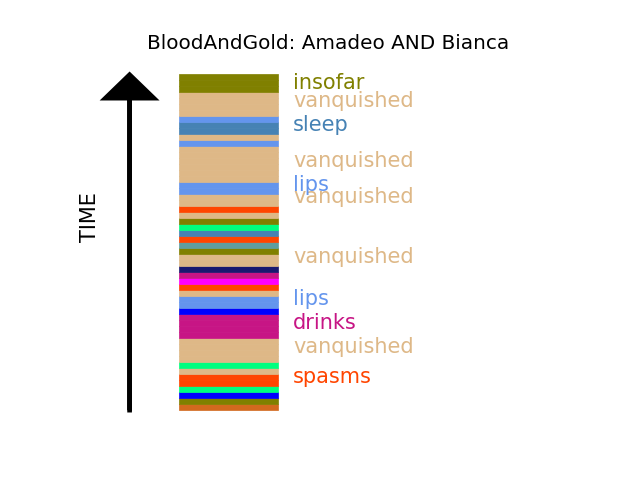 BloodAndGold: Amadeo AND Bianca
insofar
vanquished
sleep
vanquished
lips
vanquished
vanquished
lips
drinks
vanquished
spasms
TIME